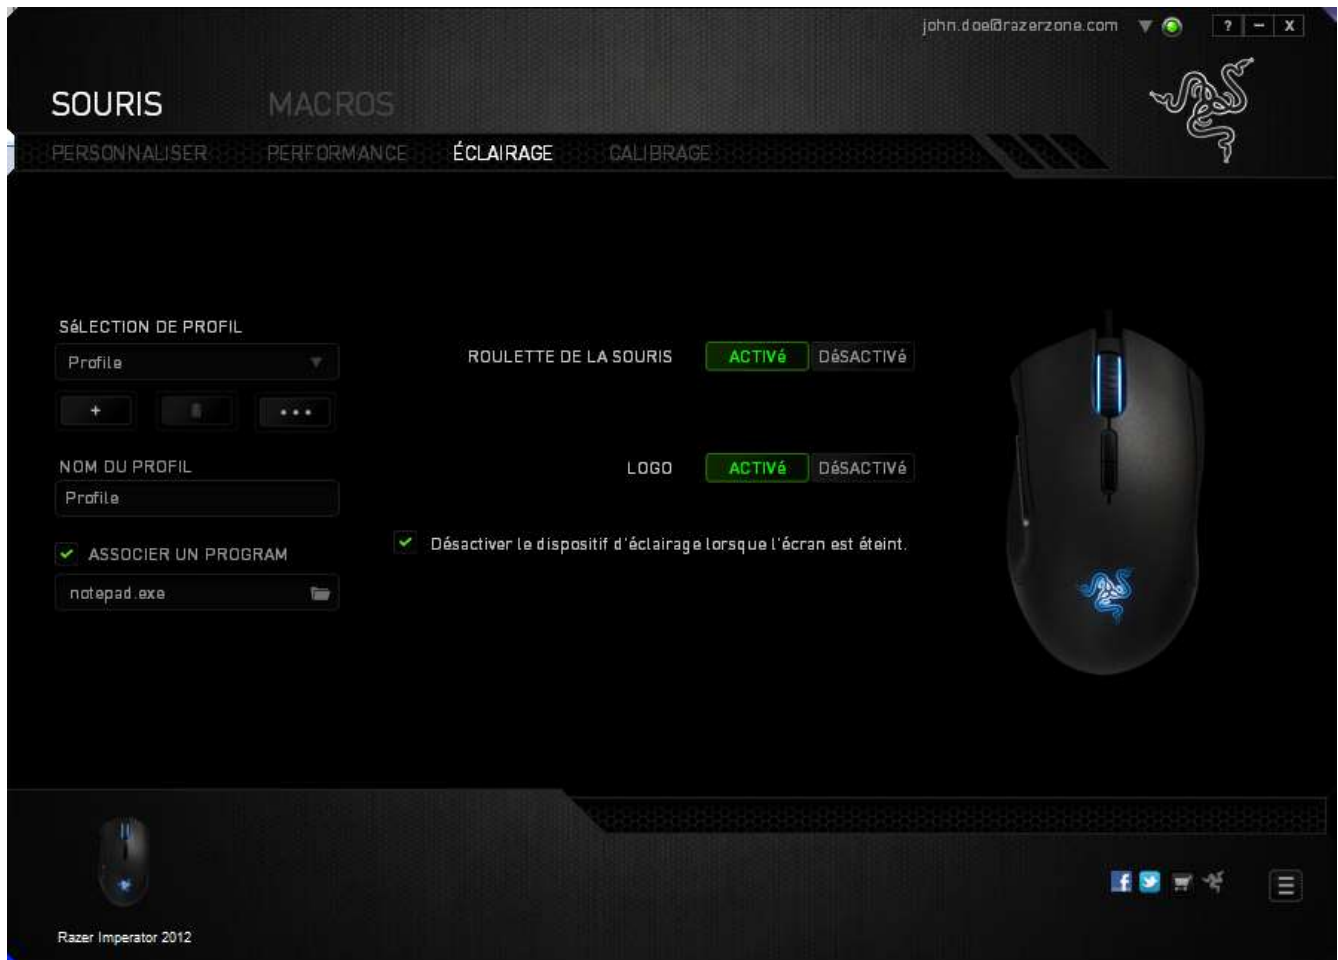 john.doe@razerzone.com
? − X
SOURIS MACROS
PERSONNALISER PERFORMANCE ÉCLAIRAGE CALIBRAGE
SéLECTION DE PROFIL
Profile
ROULETTE DE LA SOURIS ACTIVé DéSACTIVé
+ •••
NOM DU PROFIL
LOGO ACTIVé DéSACTIVé
Profile
Désactiver le dispositif d'éclairage lorsque l'écran est éteint.
ASSOCIER UN PROGRAM
notepad.exe
Razer Imperator 2012